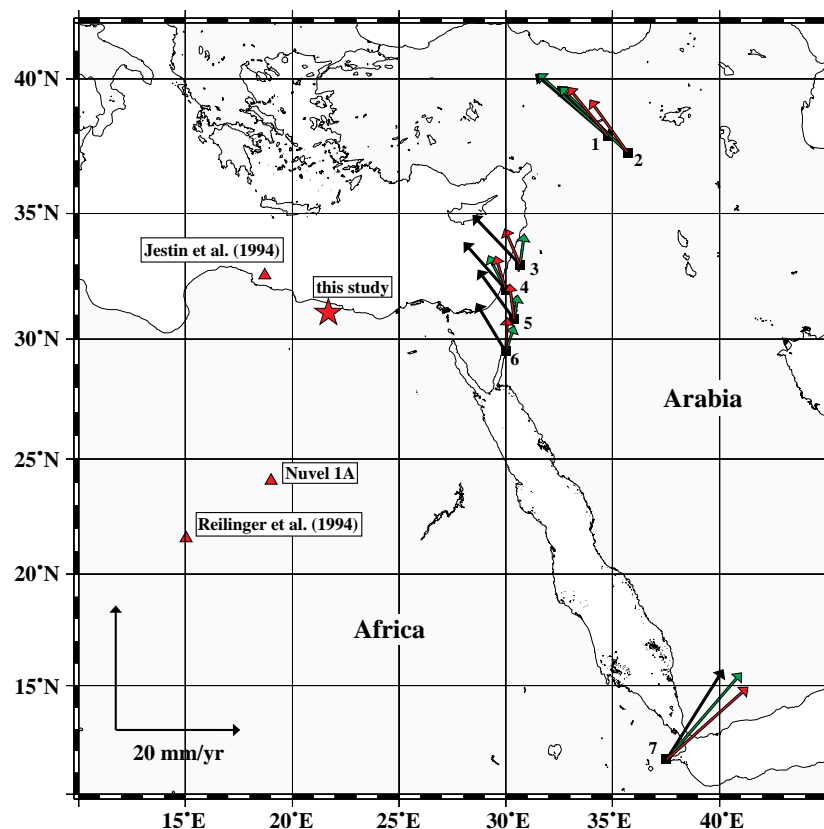 40°N
35°N
30°N
25°N
20°N
15°N
Jestin et al. (1994)
this study
1
2
3
4
5
6
Arabia
Nuvel 1A
Reilinger et al. (1994)
Africa
20 mm/yr
7
15°E
20°E
25°E
30°E
35°E
40°E